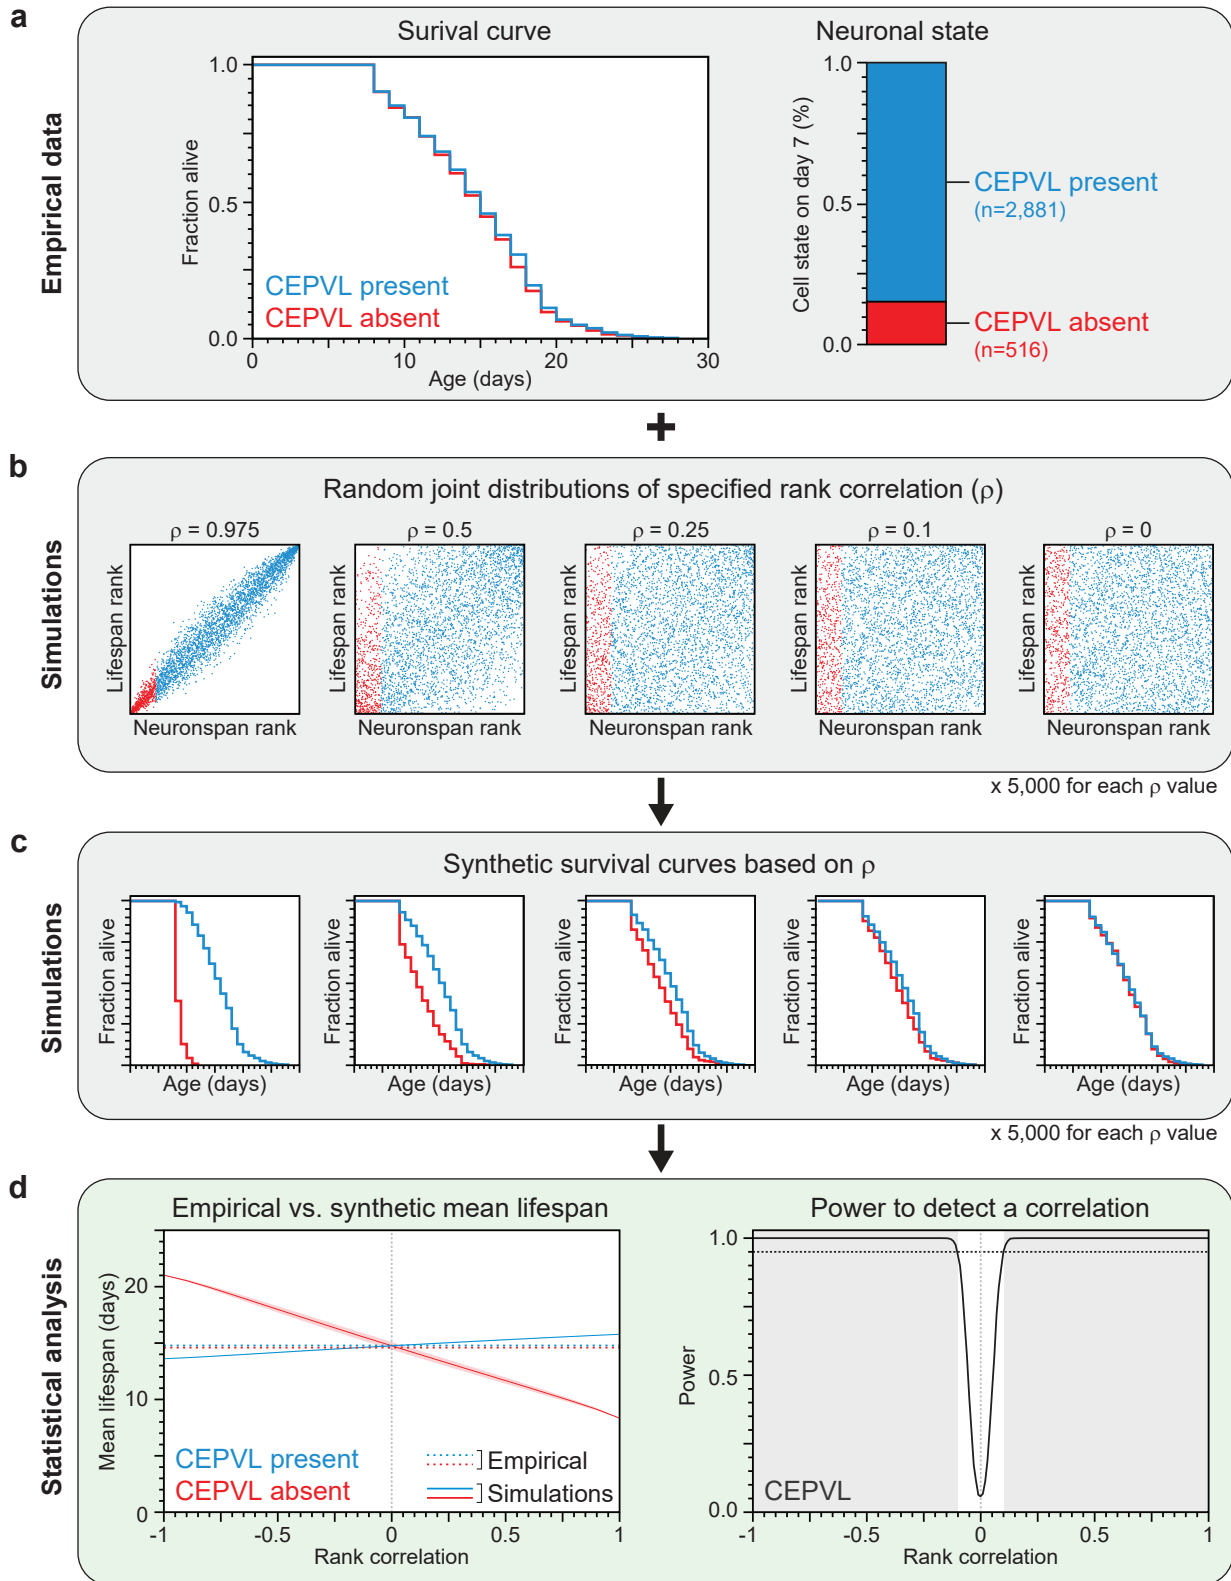 a
Empirical data
Surival curve
Fraction alive
1.0
0.5
0.0
CEPVL present
CEPVL absent
0
10
20
30
Age (days)
Neuronal state
Cell state on day 7 (%)
1.0
0.5
0.0
CEPVL present
(n=2,881)
CEPVL absent
(n=516)
+
b
Simulations
Random joint distributions of specified rank correlation (ρ)
ρ = 0.975
Lifespan rank
Neuronspan rank
ρ = 0.5
Lifespan rank
Neuronspan rank
ρ = 0.25
Lifespan rank
Neuronspan rank
ρ = 0.1
Lifespan rank
Neuronspan rank
ρ = 0
Lifespan rank
Neuronspan rank
x 5,000 for each ρ value
c
Simulations
Synthetic survival curves based on ρ
Fraction alive
Age (days)
Fraction alive
Age (days)
Fraction alive
Age (days)
Fraction alive
Age (days)
Fraction alive
Age (days)
x 5,000 for each ρ value
d
Statistical analysis
Empirical vs. synthetic mean lifespan
Mean lifespan (days)
20
10
0
CEPVL present
CEPVL absent
Empirical
Simulations
-1
-0.5
0
0.5
1
Rank correlation
Power to detect a correlation
Power
1.0
0.5
0.0
CEPVL
-1
-0.5
0
0.5
1
Rank correlation